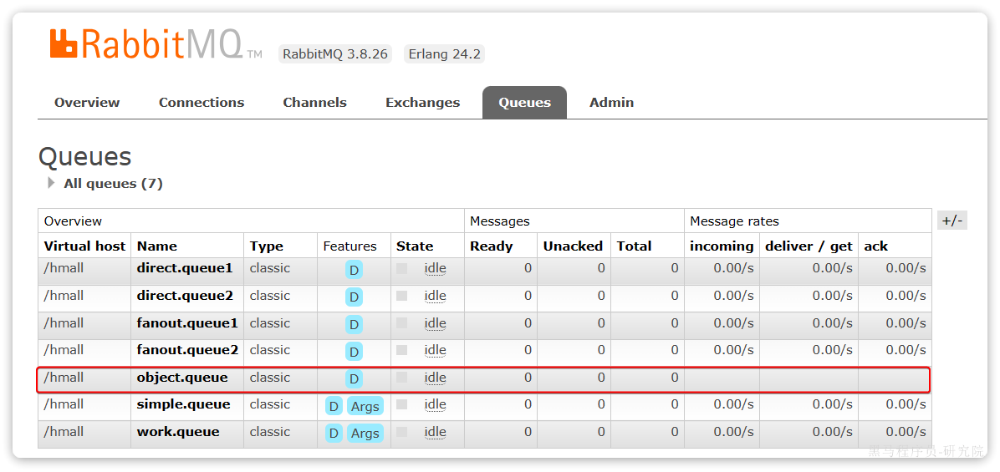 RabbitMQ TM RabbitMQ 3.8.26 Erlang 24.2
Overview Connections Channels Exchanges Queues Admin
Queues
All queues (7)
Overview Messages Message rates +/-
Virtual host Name Type Features State Ready Unacked Total incoming deliver / get ack
/hmall direct.queue1 classic D idle 0 0 0 0.00/s 0.00/s 0.00/s
/hmall direct.queue2 classic D idle 0 0 0 0.00/s 0.00/s 0.00/s
/hmall fanout.queue1 classic D idle 0 0 0 0.00/s 0.00/s 0.00/s
/hmall fanout.queue2 classic D idle 0 0 0 0.00/s 0.00/s 0.00/s
/hmall object.queue classic D idle 0 0 0
/hmall simple.queue classic D Args idle 0 0 0 0.00/s 0.00/s 0.00/s
/hmall work.queue classic D Args idle 0 0 0 0.00/s 0.00/s 0.00/s
黑马程序员-研究院